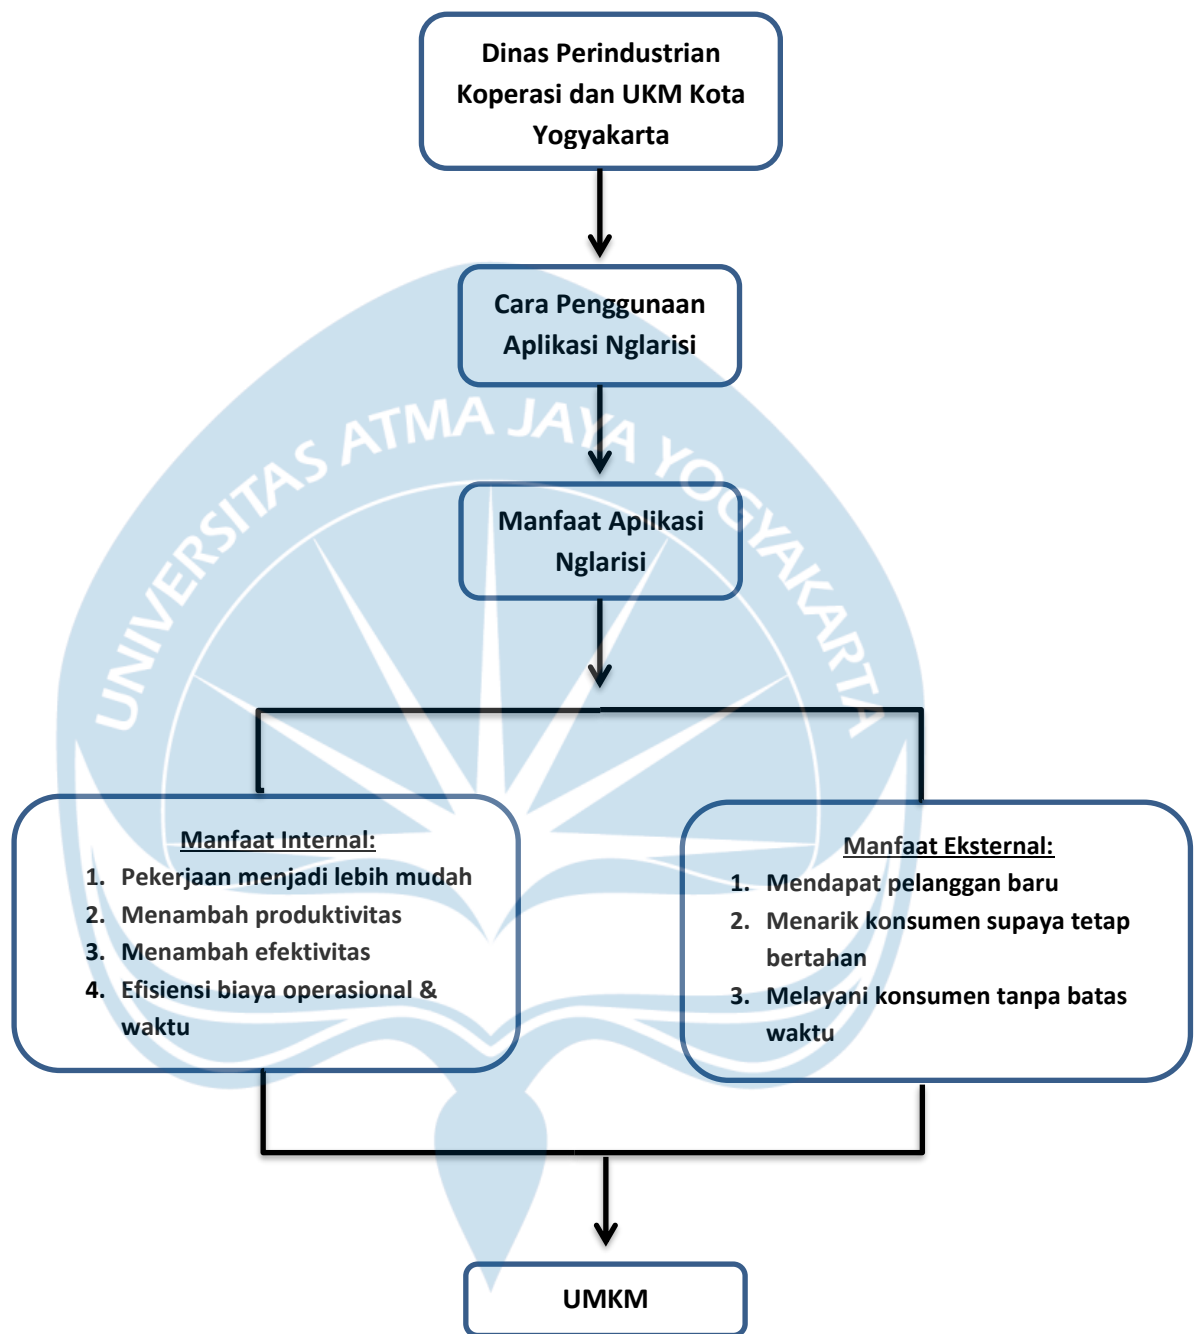 Dinas Perindustrian
Koperasi dan UKM Kota
Yogyakarta
Cara Penggunaan
Aplikasi Nglarisi
UNIVERSITAS ATMA JAYA YOGYAKARTA
Manfaat Aplikasi
Nglarisi
Manfaat Internal:
1. Pekerjaan menjadi lebih mudah
2. Menambah produktivitas
3. Menambah efektivitas
4. Efisiensi biaya operasional &
waktu
Manfaat Eksternal:
1. Mendapat pelanggan baru
2. Menarik konsumen supaya tetap
bertahan
3. Melayani konsumen tanpa batas
waktu
UMKM